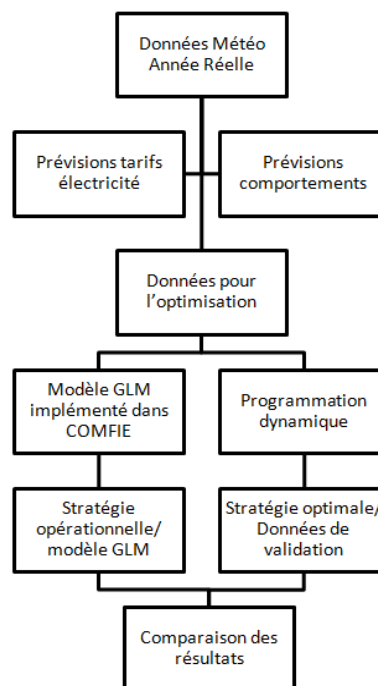 Données Météo
Année Réelle
Prévisions tarifs
électricité
Prévisions
comportements
Données pour
l'optimisation
Modèle GLM
implémenté dans
COMFIE
Programmation
dynamique
Stratégie
opérationnelle/
modèle GLM
Stratégie optimale/
Données de
validation
Comparaison des
résultats